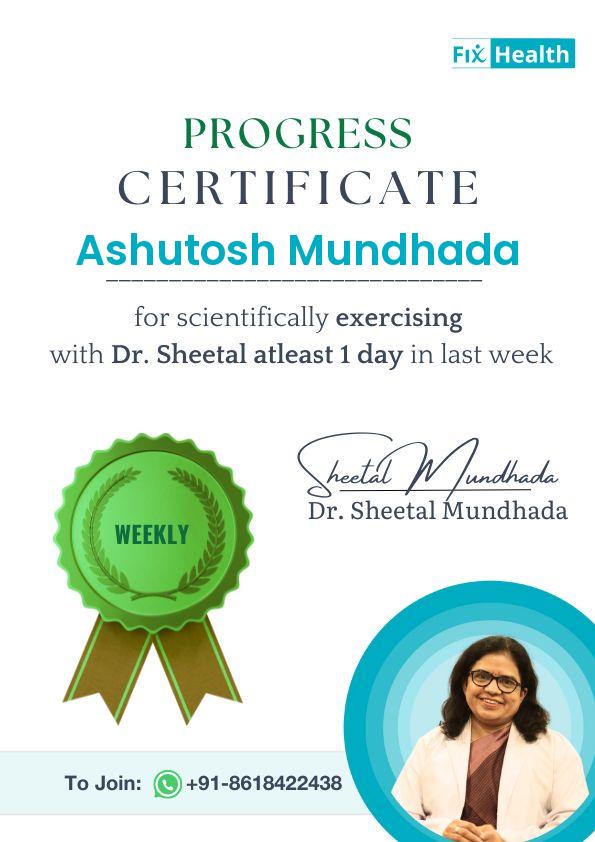 Fix Health
PROGRESS
CERTIFICATE
Ashutosh Mundhada
for scientifically exercising
with Dr. Sheetal atleast 1 day in last week
Sheetal Mundhada
Dr. Sheetal Mundhada
WEEKLY
To Join: +91-8618422438